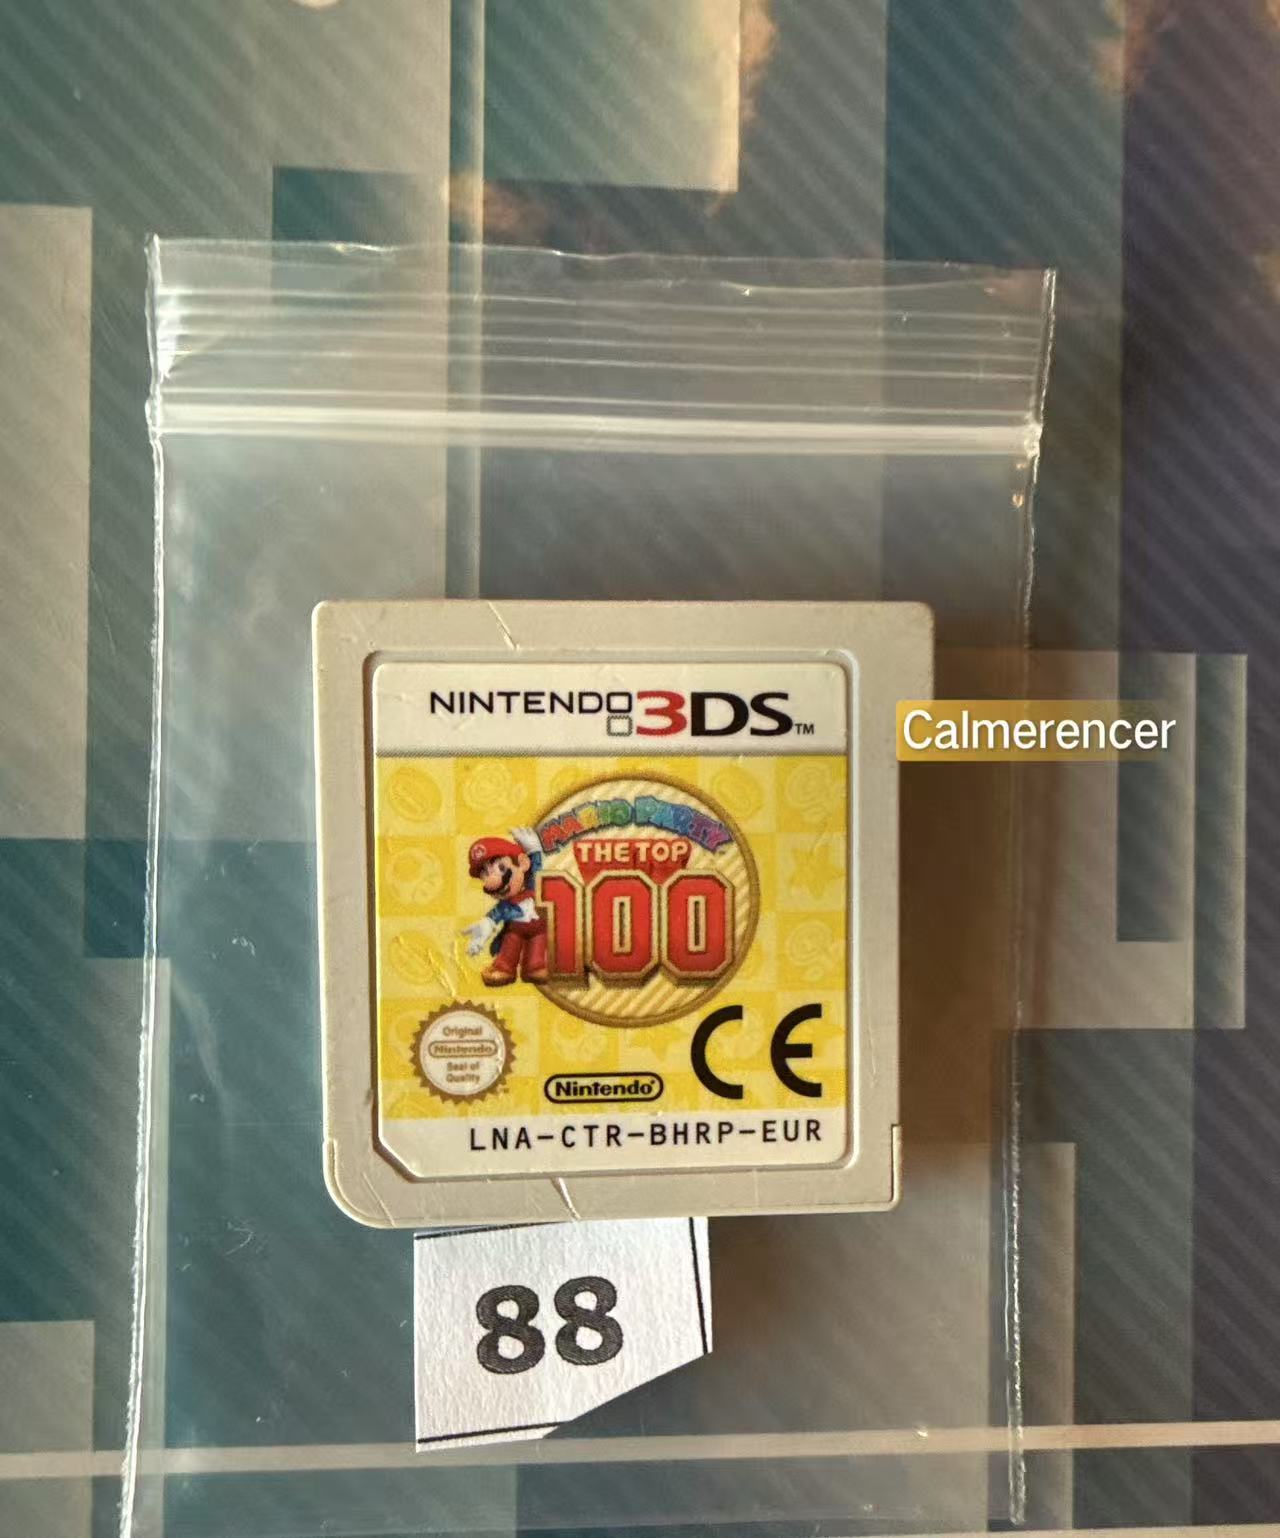 NINTENDO 3DS™
Calmerencer
MARIO PARTY
THE TOP
100
Original
Nintendo
Seal of
Quality
CE
Nintendo®
LNA-CTR-BHRP-EUR
88